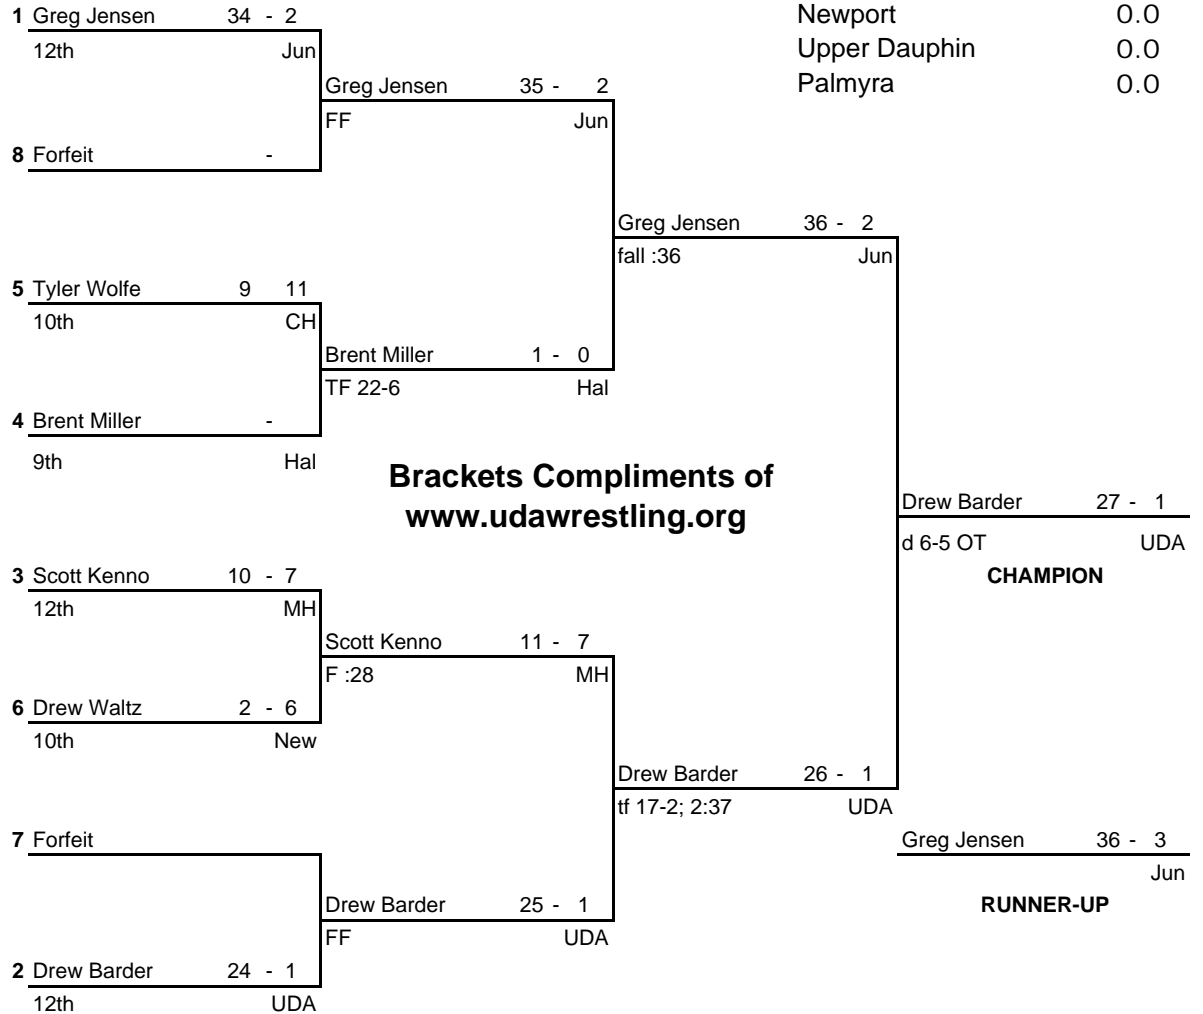 1 Greg Jensen 34 - 2
Newport 0.0
12th Jun
Upper Dauphin 0.0
Greg Jensen 35 - 2
Palmyra 0.0
FF Jun
8 Forfeit -
Greg Jensen 36 - 2
fall :36 Jun
5 Tyler Wolfe 9 11
10th CH
Brent Miller 1 - 0
TF 22-6 Hal
4 Brent Miller -
9th Hal
Brackets Compliments of
www.udawrestling.org
Drew Barder 27 - 1
d 6-5 OT UDA
CHAMPION
3 Scott Kenno 10 - 7
12th MH
Scott Kenno 11 - 7
F :28 MH
6 Drew Waltz 2 - 6
10th New
Drew Barder 26 - 1
tf 17-2; 2:37 UDA
7 Forfeit
Greg Jensen 36 - 3
Jun
RUNNER-UP
Drew Barder 25 - 1
FF UDA
2 Drew Barder 24 - 1
12th UDA